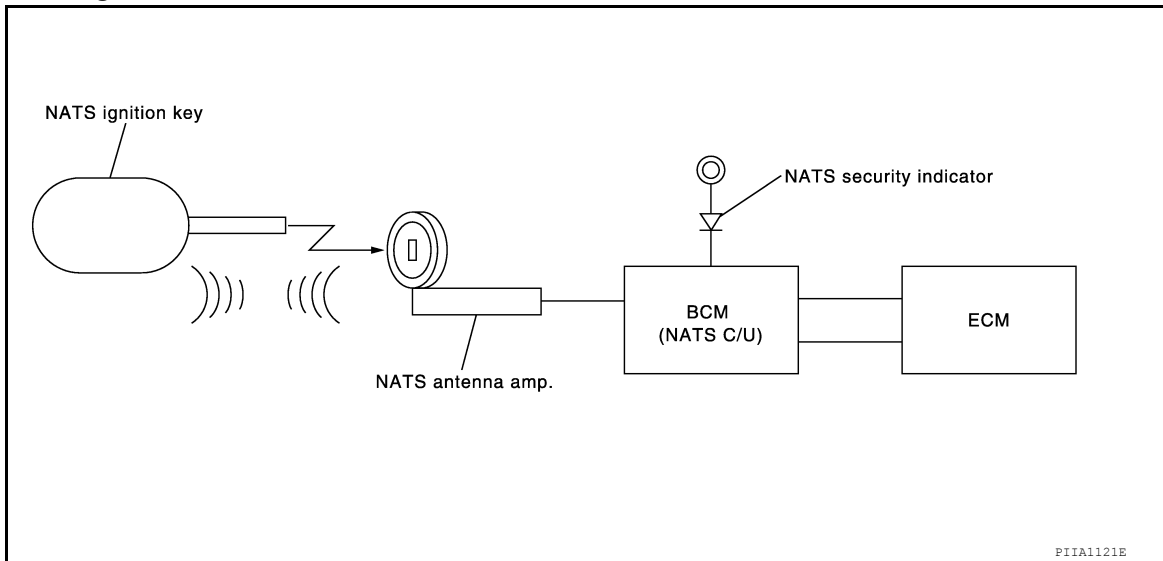 NATS ignition key
NATS security indicator
BCM
(NATS C/U)
ECM
NATS antenna amp.
PIIA1121E